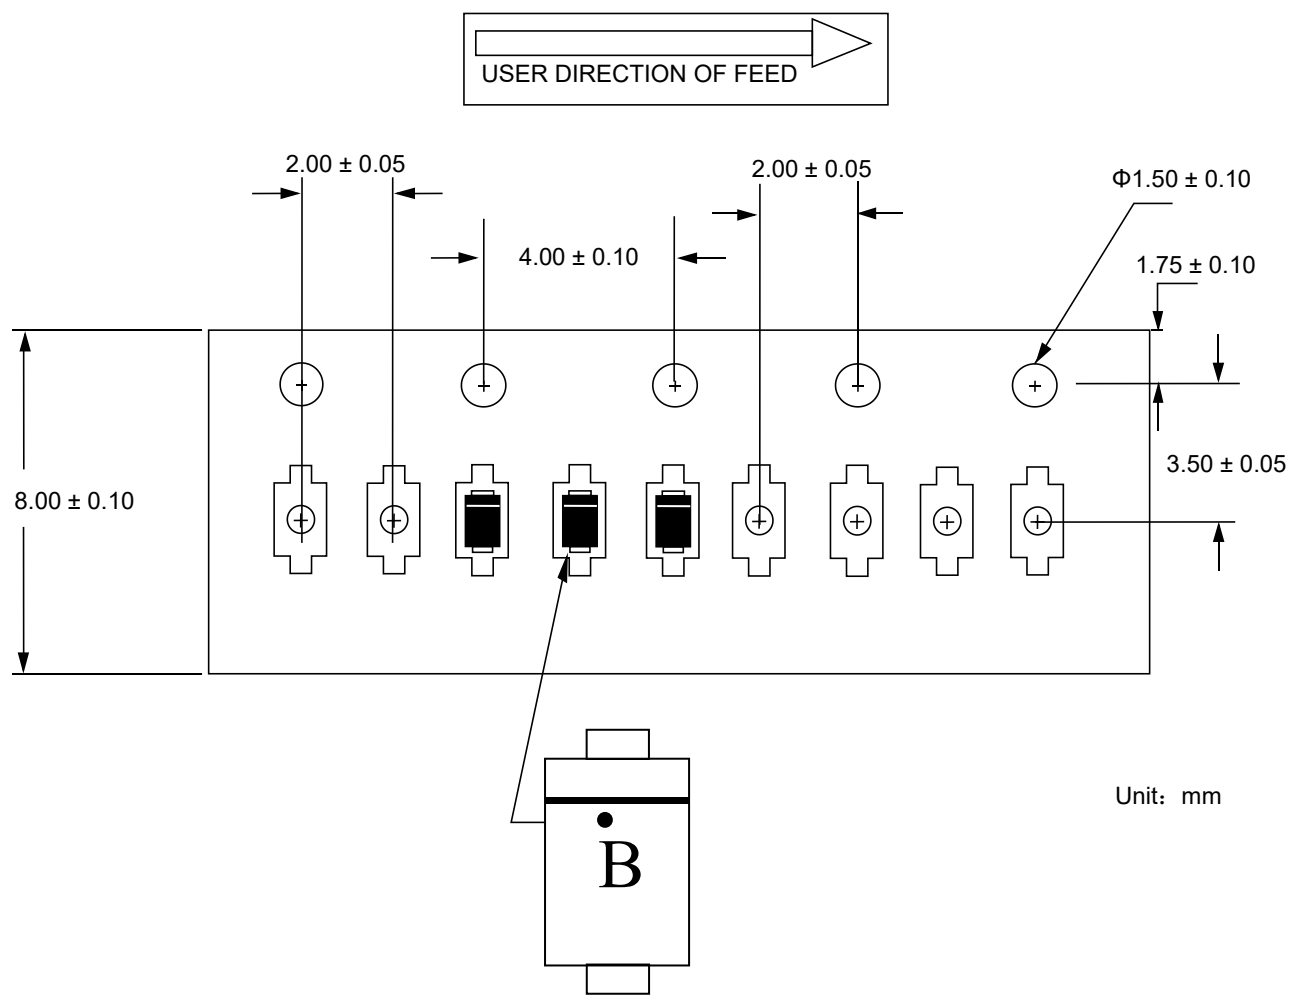 USER DIRECTION OF FEED
2.00 ± 0.05
2.00 ± 0.05
Φ1.50 ± 0.10
4.00 ± 0.10
1.75 ± 0.10
3.50 ± 0.05
8.00 ± 0.10
Unit：mm
B